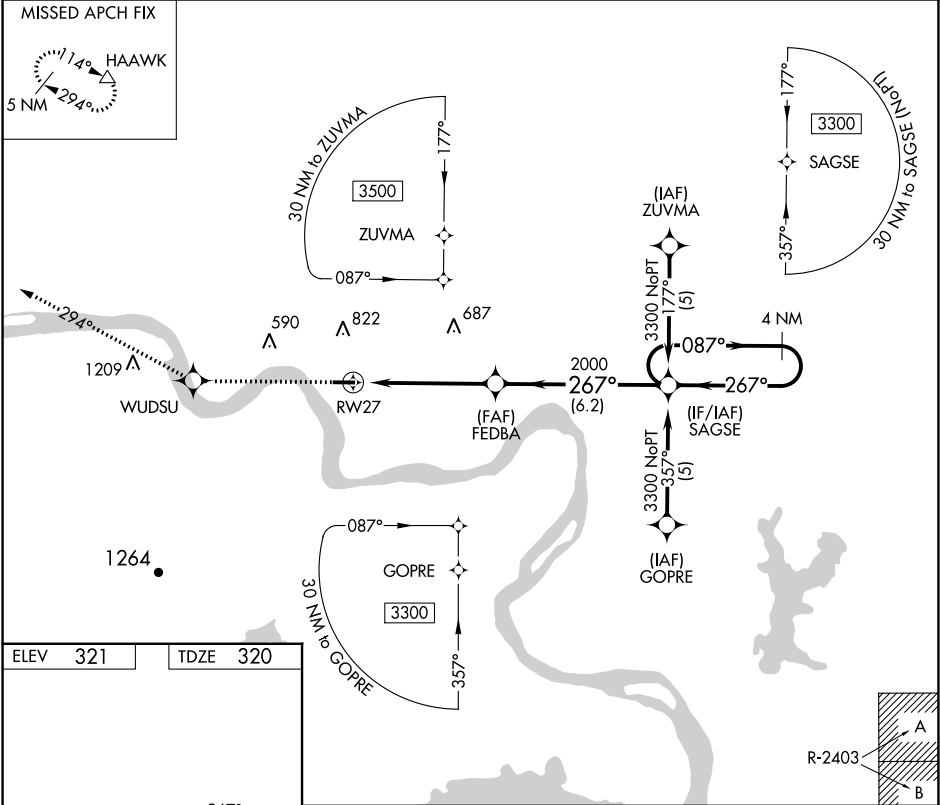 MISSED APCH FIX
114°
HAAWK
5 NM
294°
30 NM to ZUVMA
177°
3500
ZUVMA
087°
177°
3300
SAGSE
357°
30 NM to SAGSE (NoPT)
(IAF)
ZUVMA
3300 NoPT
177°
(5)
4 NM
087°
294°
590
822
687
1209
2000
267°
(6.2)
267°
WUDSU
RW27
(FAF)
FEDBA
(IF/IAF)
SAGSE
3300 NoPT
357°
(5)
087°
(IAF)
GOPRE
GOPRE
1264
3300
30 NM to GOPRE
357°
ELEV 321
TDZE 320
A
R-2403
B